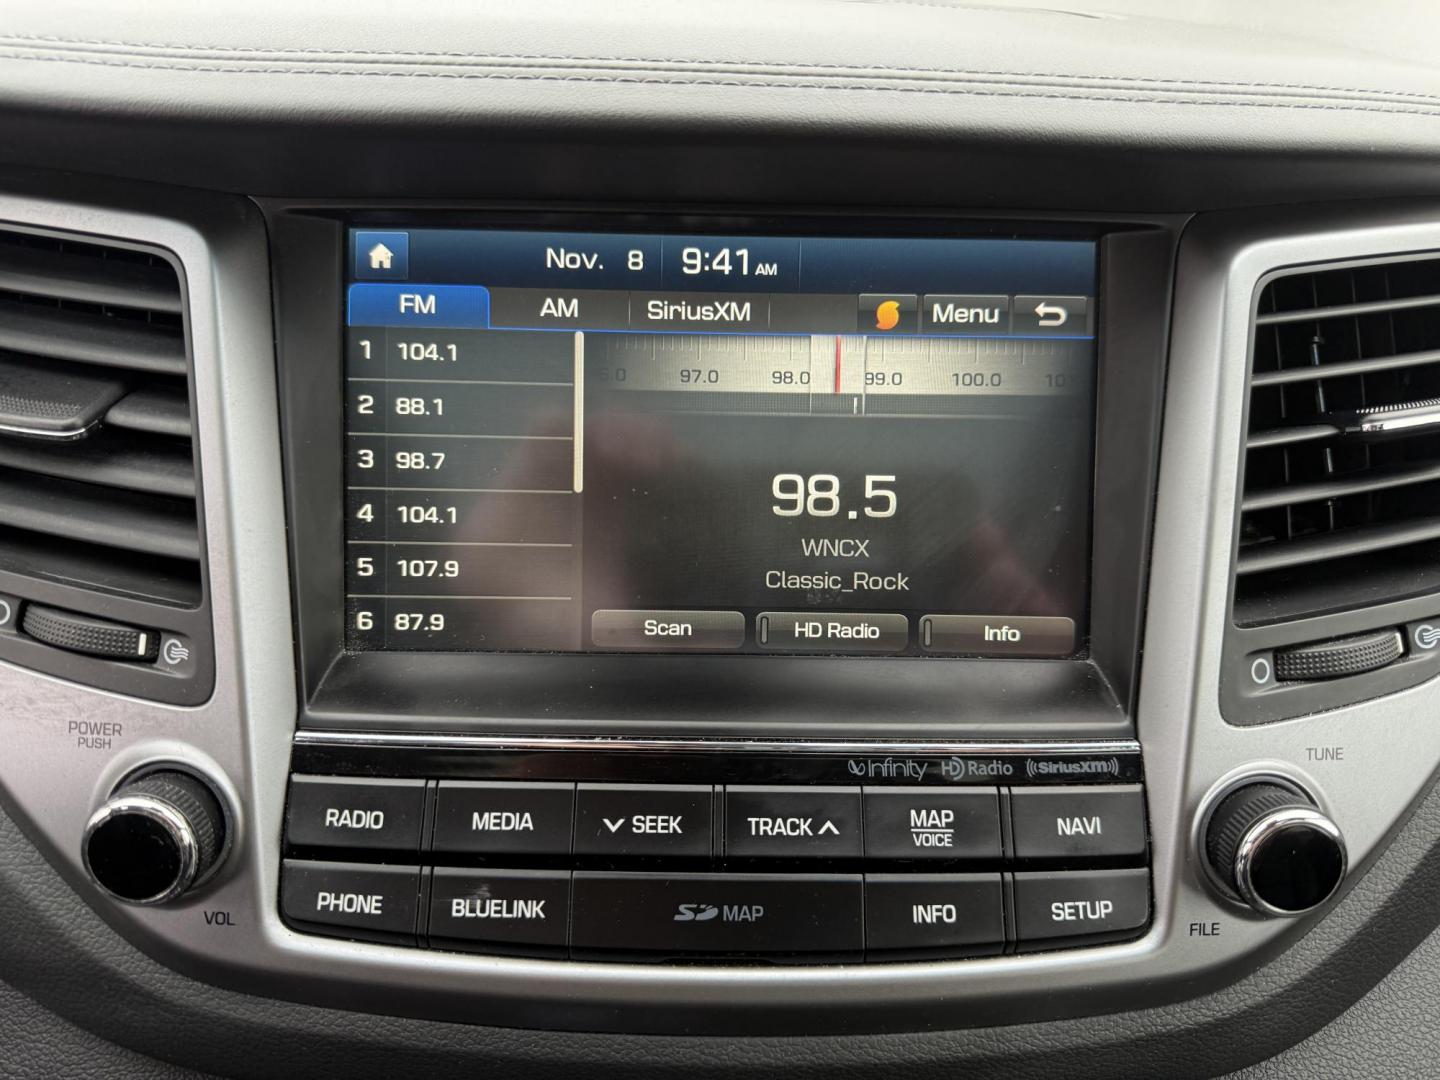 Nov. 8 9:41 AM
FM AM SiriusXM Menu
1 104.1
2 88.1
3 98.7
4 104.1
5 107.9
6 87.9
97.0 98.0 99.0 100.0
98.5
WNCX
Classic_Rock
Scan HD Radio Info
POWER
PUSH
VOL
TUNE
FILE
Infinity HD Radio ((SiriusXM))
RADIO MEDIA SEEK TRACK MAP NAVI
VOICE
PHONE BLUELINK SD MAP INFO SETUP